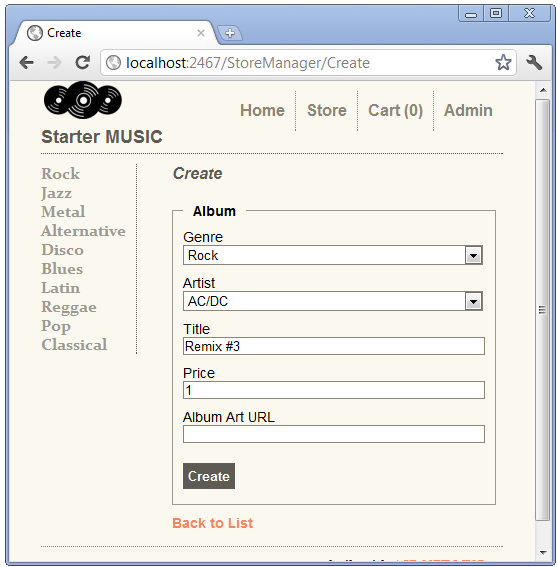 Create
localhost:2467/StoreManager/Create
Home Store Cart (0) Admin
Starter MUSIC
Rock
Jazz
Metal
Alternative
Disco
Blues
Latin
Reggae
Pop
Classical
Create
Album
Genre
Rock
Artist
AC/DC
Title
Remix #3
Price
1
Album Art URL
Create
Back to List